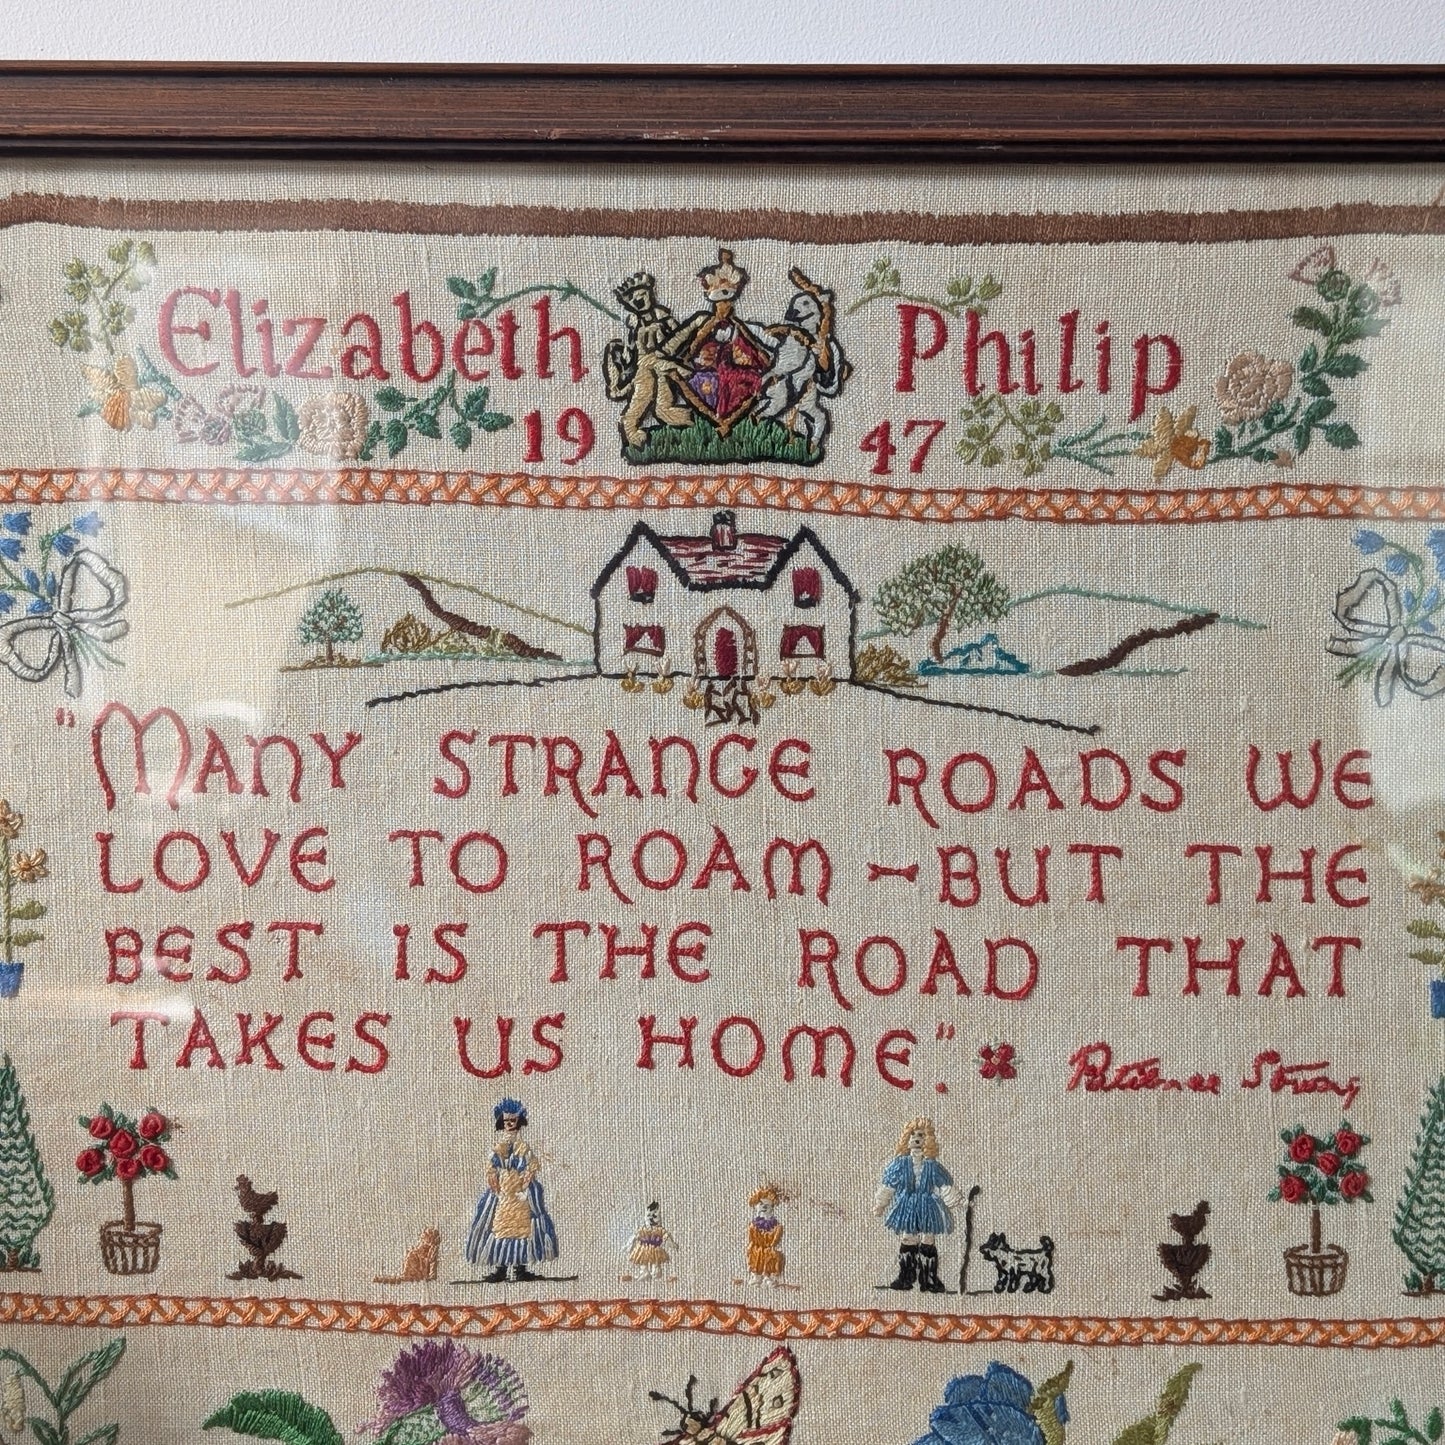 Elizabeth Philip
19 47
"MANY STRANGE ROADS WE
LOVE TO ROAM - BUT THE
BEST IS THE ROAD THAT
TAKES US HOME."
Patience Strong